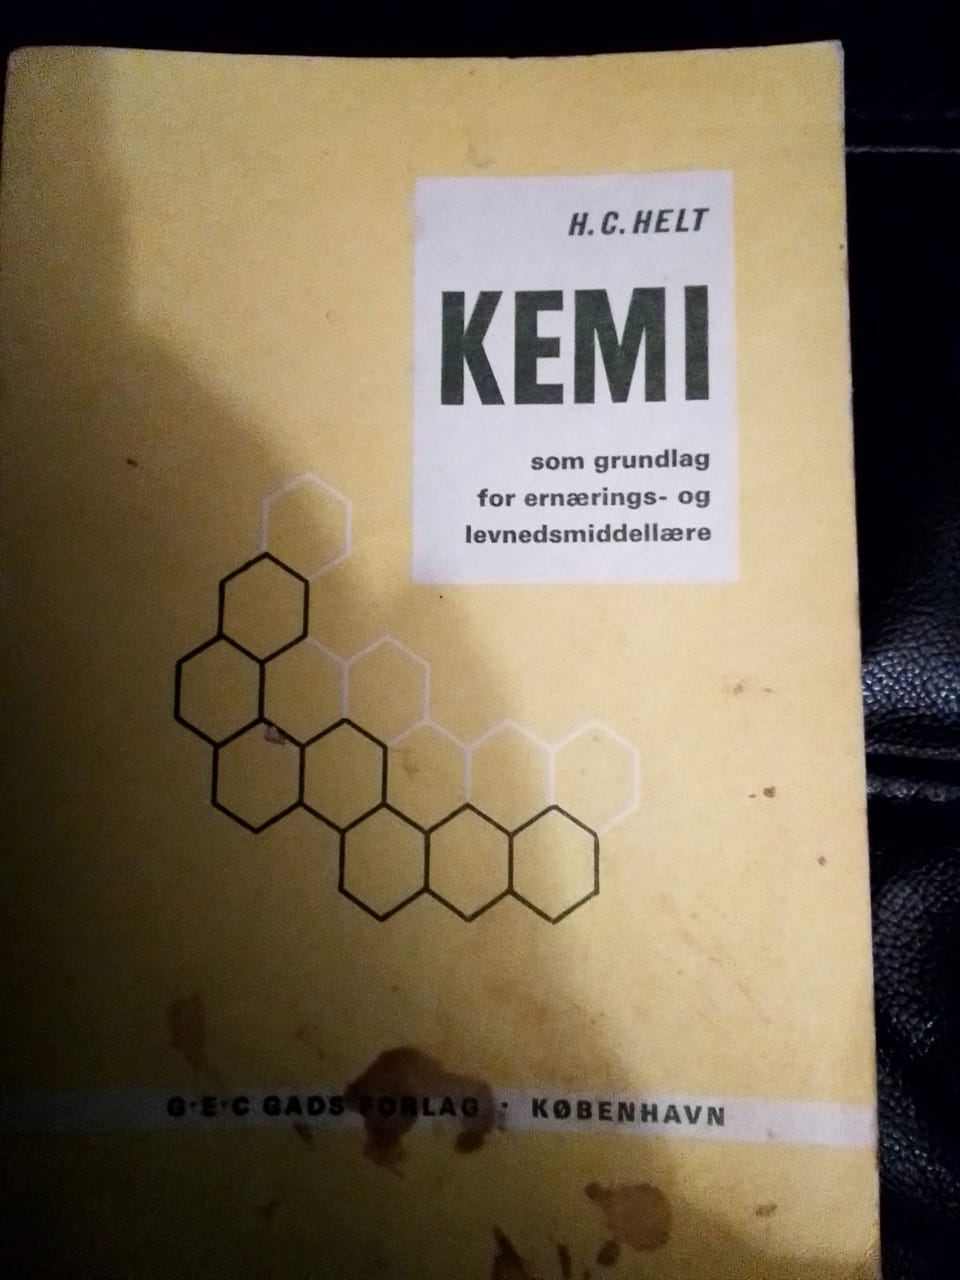 H. C. HELT
KEMI
som grundlag
for ernærings- og
levnedsmiddellære
G·E·C GADS FORLAG · KØBENHAVN